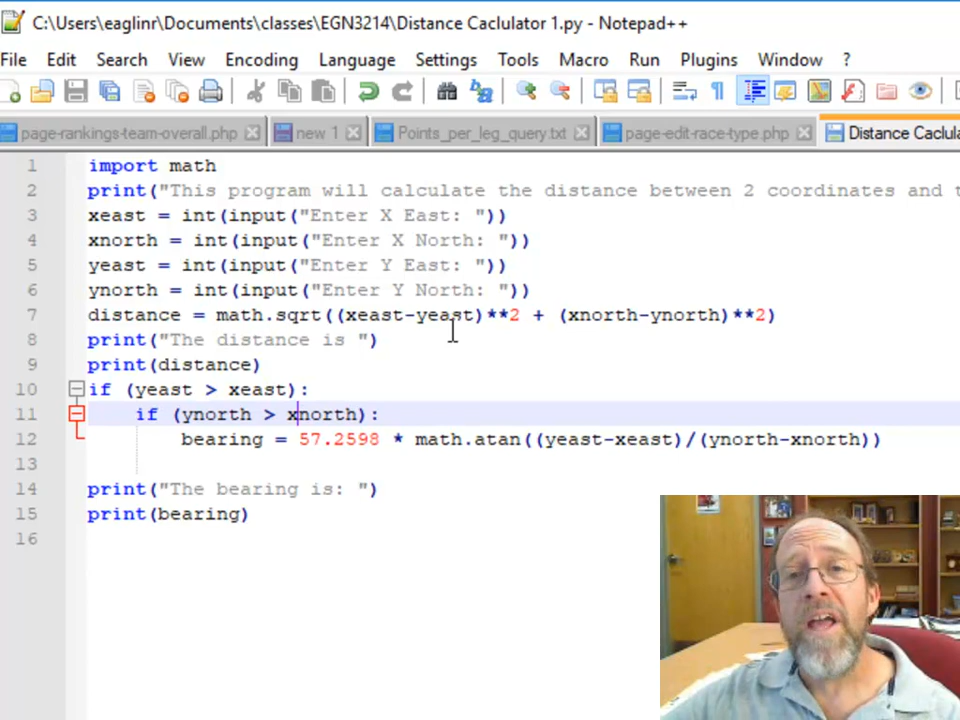 C:\Users\eaglinr\Documents\classes\EGN3214\Distance Caclulator 1.py - Notepad++
File Edit Search View Encoding Language Settings Tools Macro Run Plugins Window ?
page-rankings-team-overall.php new 1 Points_per_leg_query.txt page-edit-race-type.php Distance Caclula
1 import math
2 print("This program will calculate the distance between 2 coordinates and t
3 xeast = int(input("Enter X East: "))
4 xnorth = int(input("Enter X North: "))
5 yeast = int(input("Enter Y East: "))
6 ynorth = int(input("Enter Y North: "))
7 distance = math.sqrt((xeast-yeast)**2 + (xnorth-ynorth)**2)
8 print("The distance is ")
9 print(distance)
10 if (yeast > xeast):
11 if (ynorth > xnorth):
12 bearing = 57.2598 * math.atan((yeast-xeast)/(ynorth-xnorth))
13
14 print("The bearing is: ")
15 print(bearing)
16